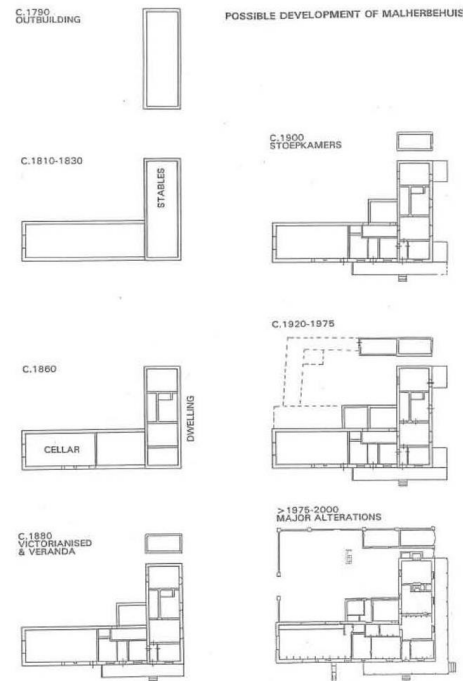 C.1790
OUTBUILDING
POSSIBLE DEVELOPMENT OF MALHERBEHUIS
C.1810-1830
STABLES
C.1860
CELLAR
DWELLING
C.1880
VICTORIANISED
& VERANDA
C.1900
STOEPKAMERS
C.1920-1975
>1975-2000
MAJOR ALTERATIONS